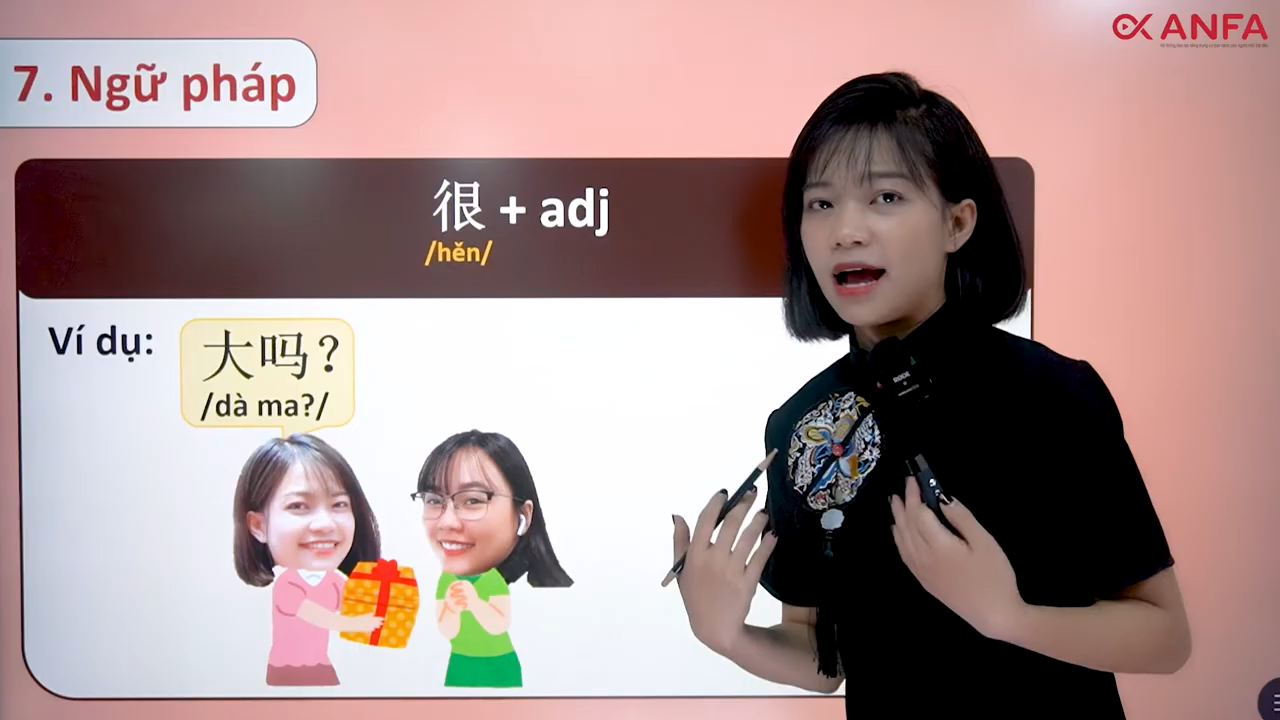 ANFA
7. Ngữ pháp
很 + adj
/hěn/
Ví dụ:
大吗？
/dà ma?/